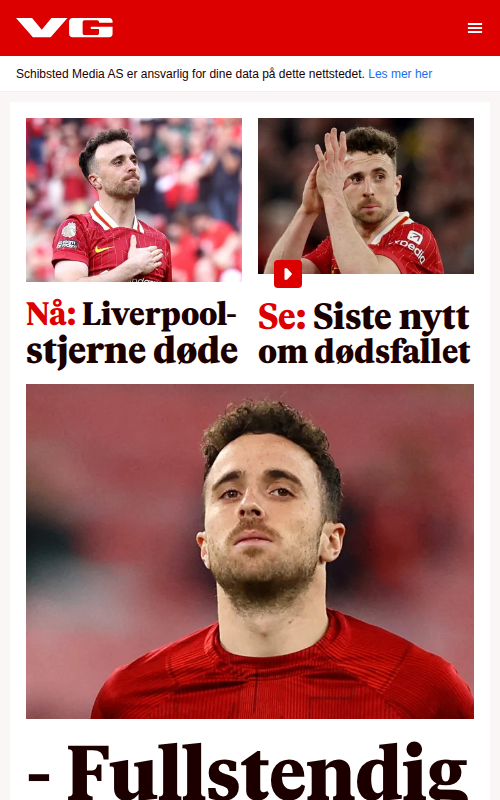 VG
Schibsted Media AS er ansvarlig for dine data på dette nettstedet. Les mer her
Nå: Liverpool-
stjerne døde
Se: Siste nytt
om dødsfallet
- Fullstendig